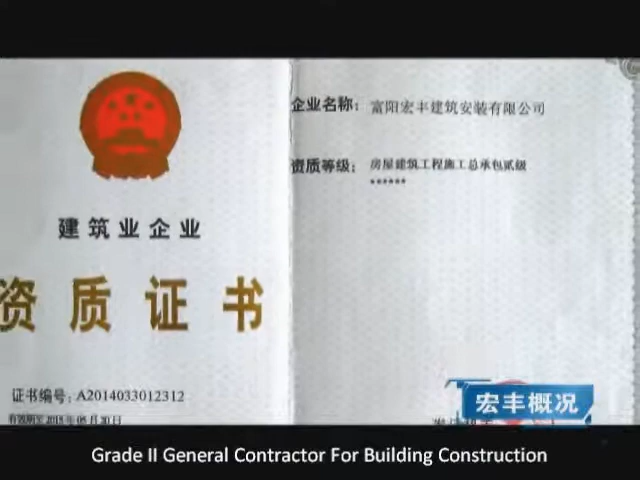 建筑业企业
资质证书
证书编号：A2014033012312
企业名称：富阳宏丰建筑安装有限公司
资质等级：房屋建筑工程施工总承包贰级
******
宏丰概况
Grade II General Contractor For Building Construction